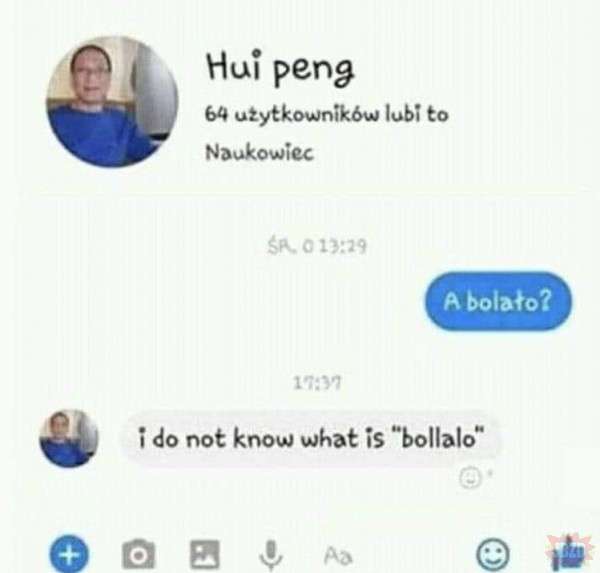 Hui peng
64 użytkowników lubi to
Naukowiec
ŚR. O 13:29
A bolało?
17:37
i do not know what is "bollalo"
Aa